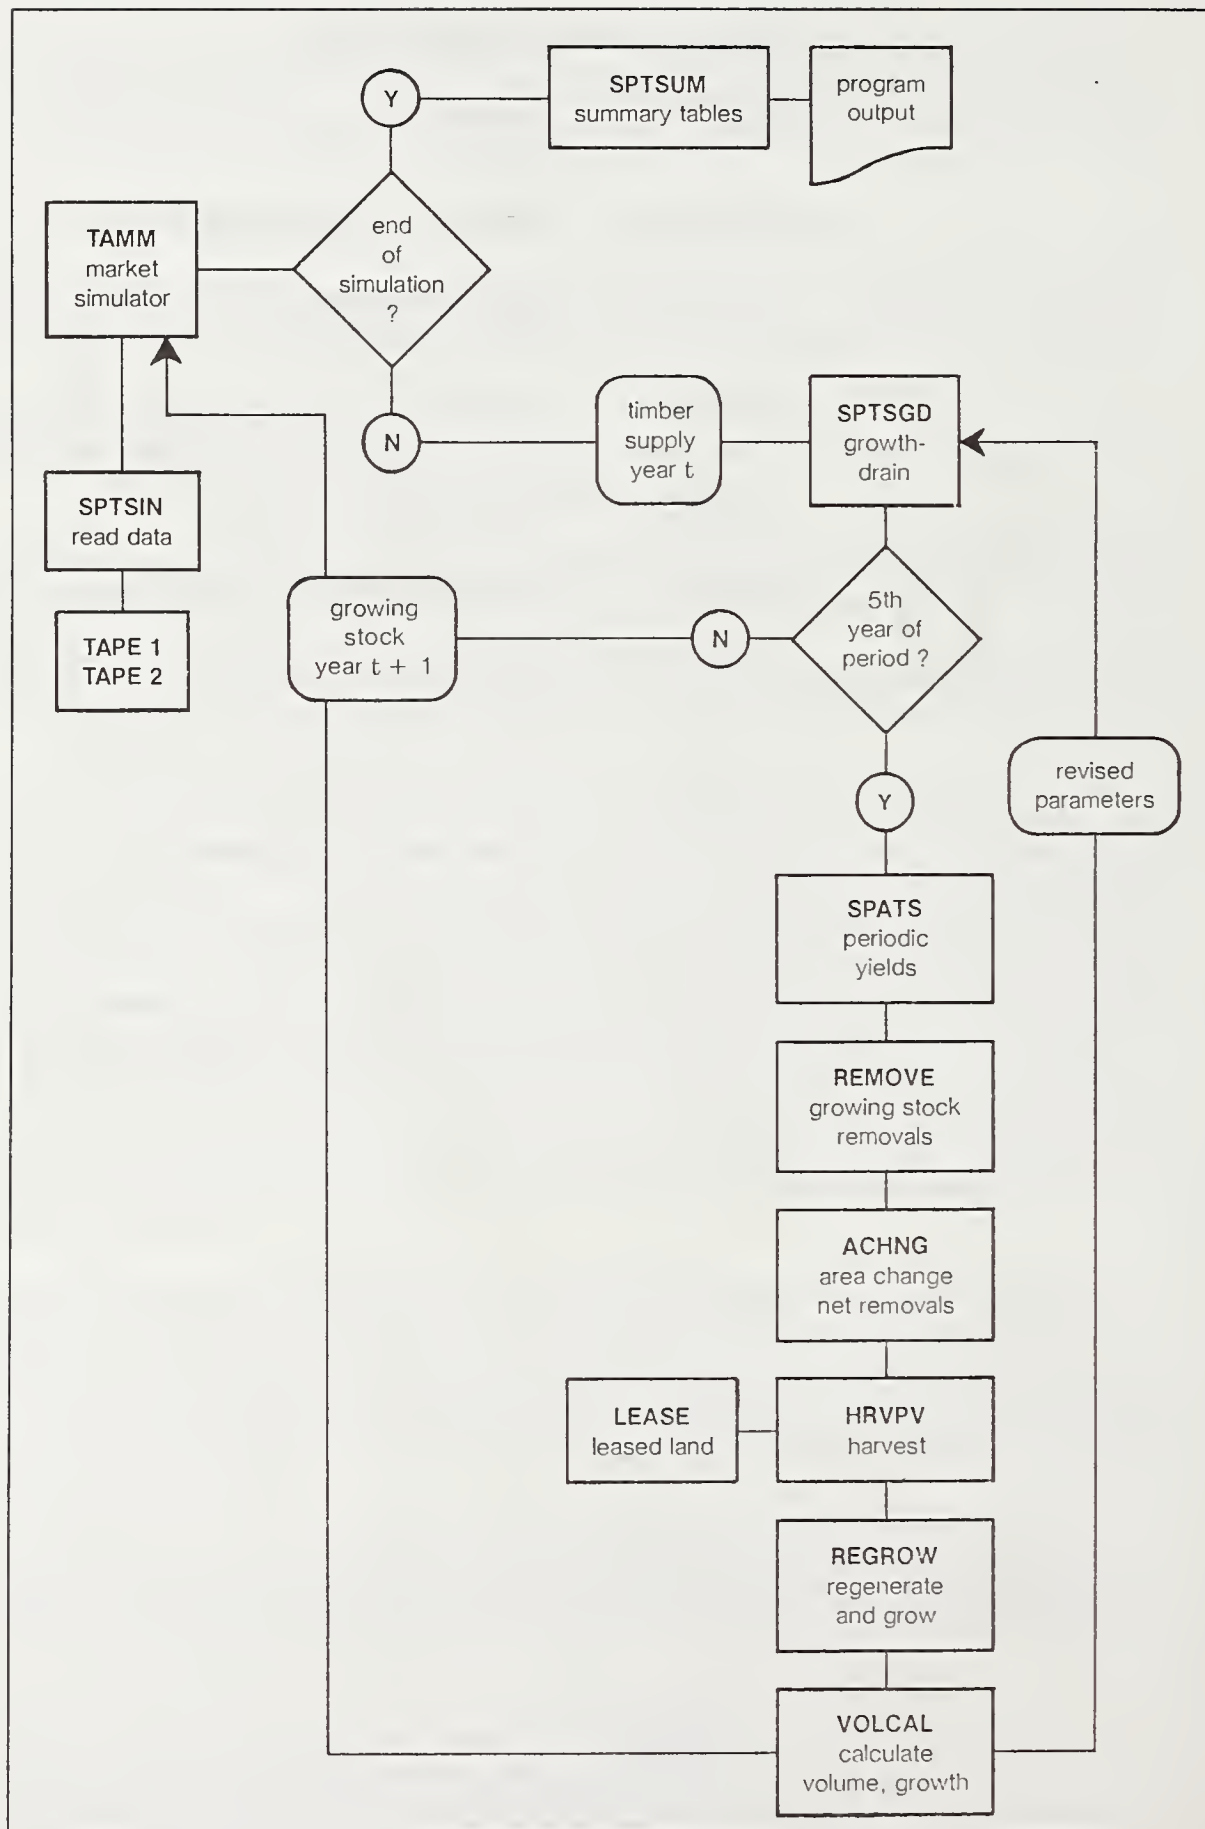 Y
SPTSUM
summary tables
program
output
TAMM
market
simulator
end
of
simulation
?
N
timber
supply
year t
SPTSGD
growth-
drain
SPTSIN
read data
TAPE 1
TAPE 2
growing
stock
year t + 1
N
5th
year of
period ?
Y
revised
parameters
SPATS
periodic
yields
REMOVE
growing stock
removals
ACHNG
area change
net removals
LEASE
leased land
HRVPV
harvest
REGROW
regenerate
and grow
VOLCAL
calculate
volume, growth